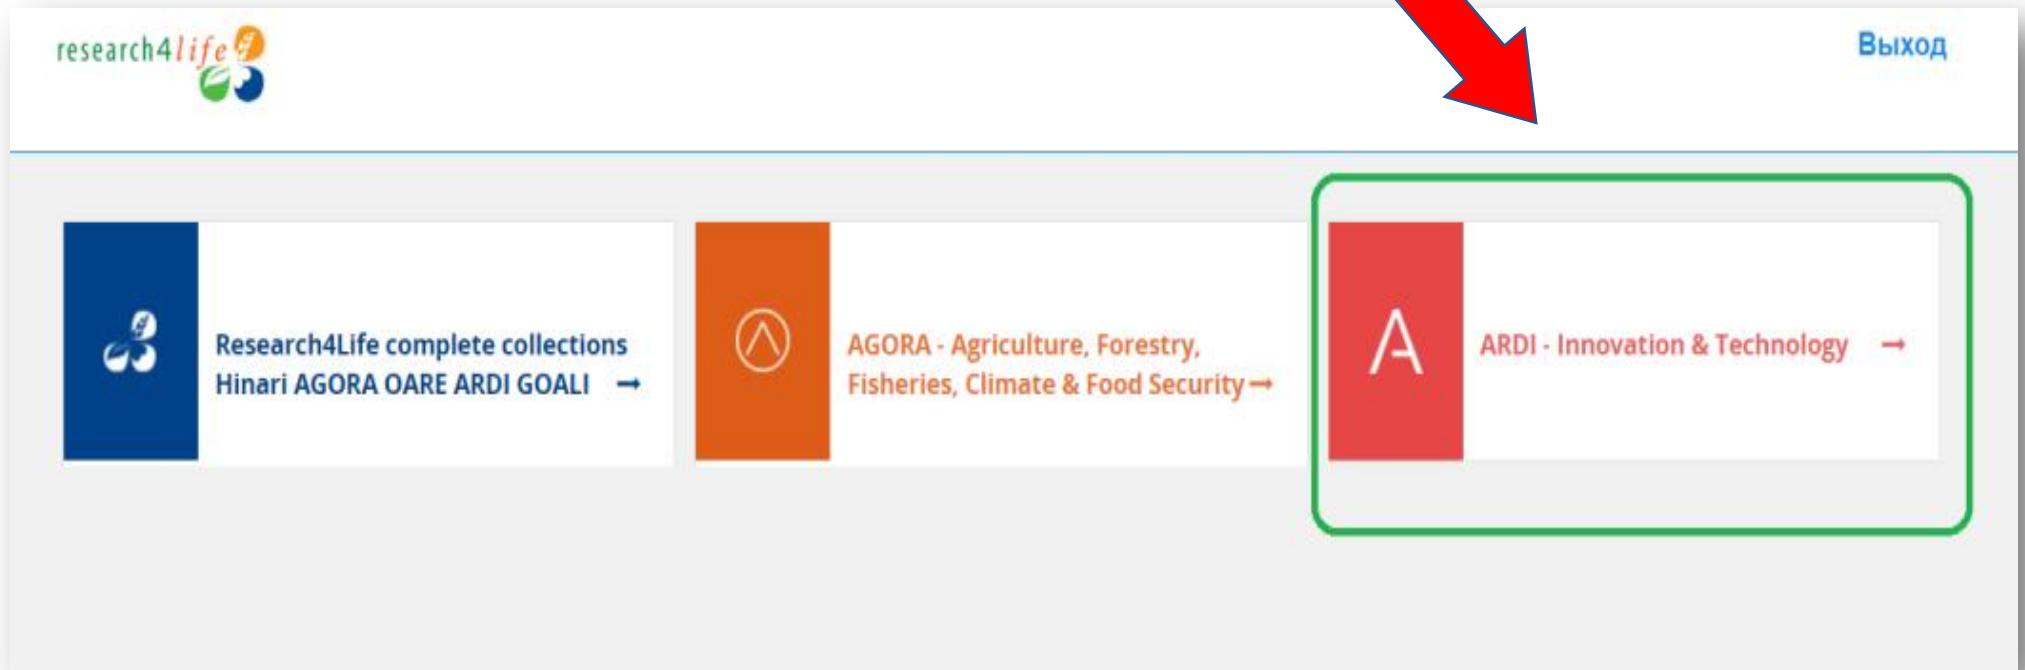 research4life
Выход
Research4Life complete collections
Hinari AGORA OARE ARDI GOALI →
AGORA - Agriculture, Forestry,
Fisheries, Climate & Food Security →
A
ARDI - Innovation & Technology →